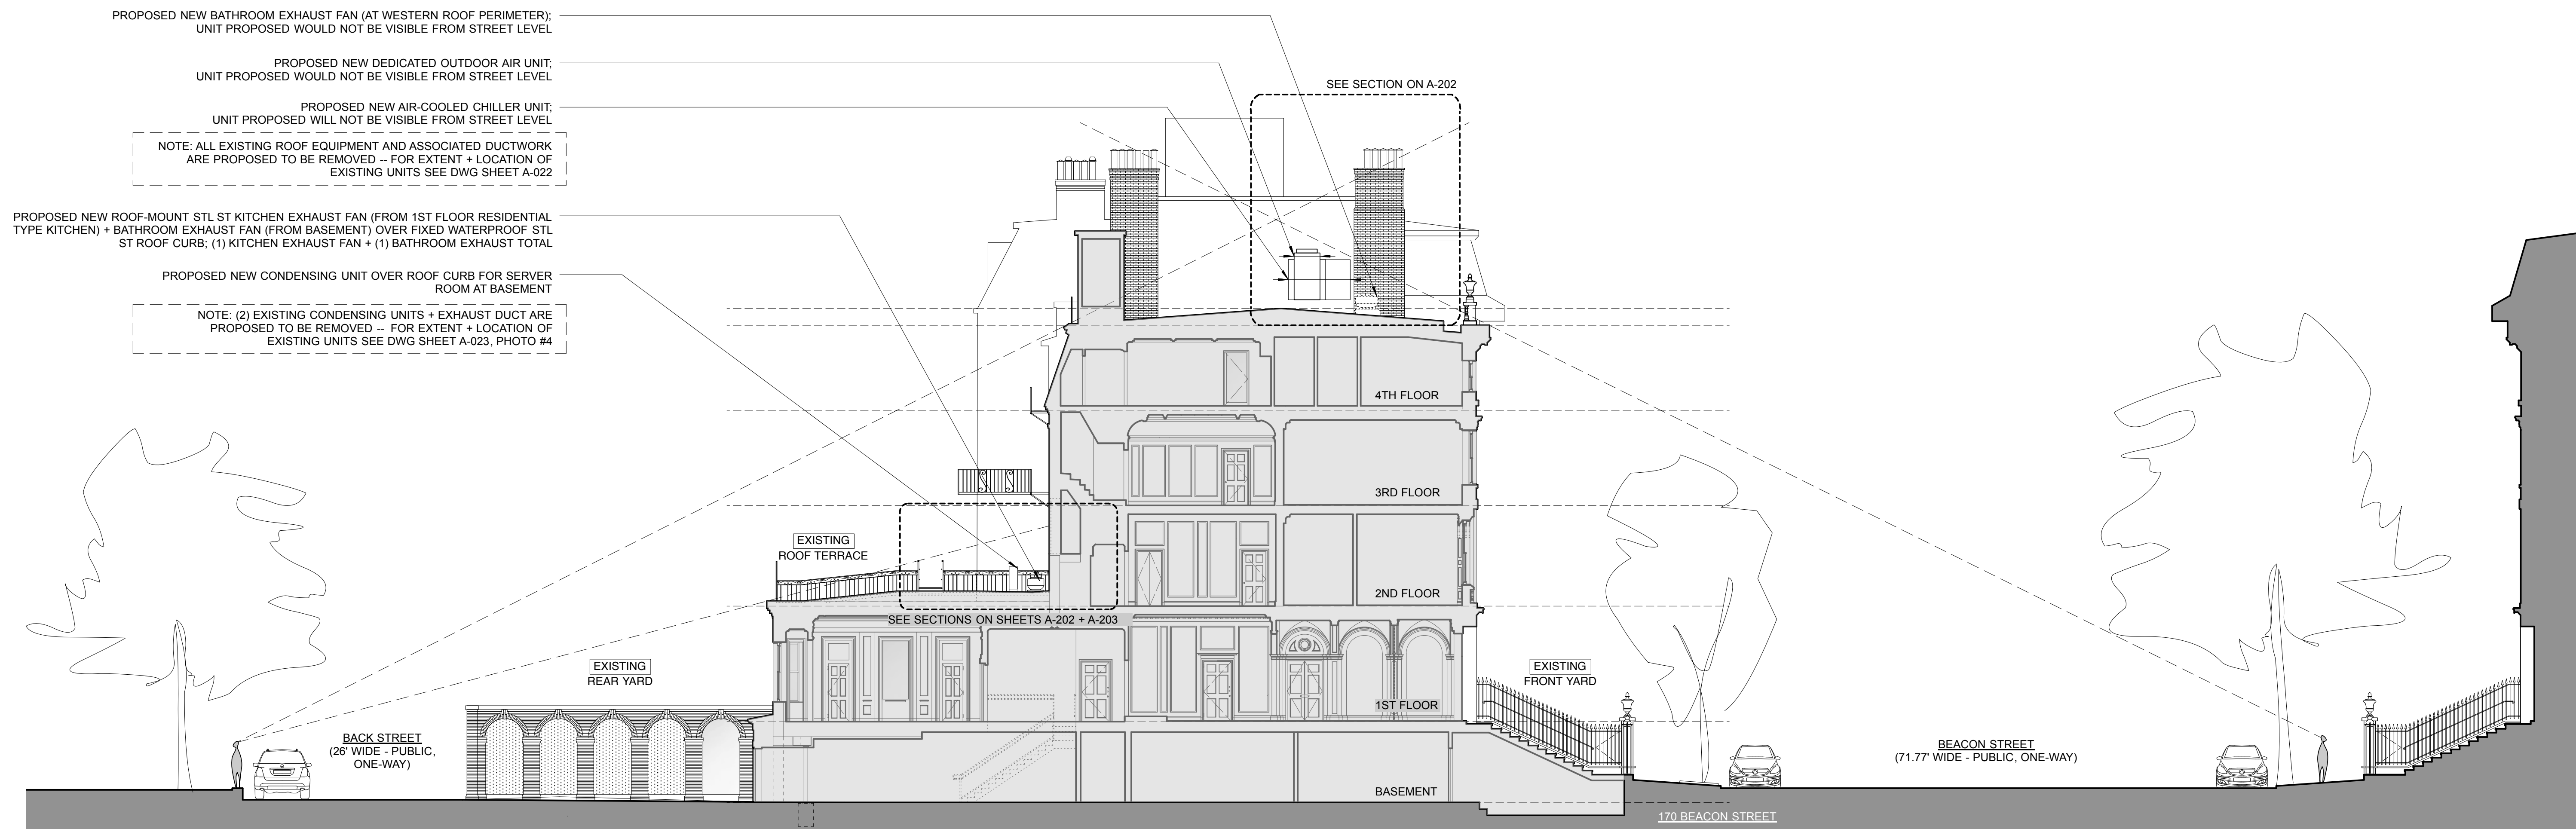 PROPOSED NEW BATHROOM EXHAUST FAN (AT WESTERN ROOF PERIMETER);
UNIT PROPOSED WOULD NOT BE VISIBLE FROM STREET LEVEL
PROPOSED NEW DEDICATED OUTDOOR AIR UNIT;
UNIT PROPOSED WOULD NOT BE VISIBLE FROM STREET LEVEL
SEE SECTION ON A-202
PROPOSED NEW AIR-COOLED CHILLER UNIT;
UNIT PROPOSED WILL NOT BE VISIBLE FROM STREET LEVEL
NOTE: ALL EXISTING ROOF EQUIPMENT AND ASSOCIATED DUCTWORK
ARE PROPOSED TO BE REMOVED -- FOR EXTENT + LOCATION OF
EXISTING UNITS SEE DWG SHEET A-022
PROPOSED NEW ROOF-MOUNT STL ST KITCHEN EXHAUST FAN (FROM 1ST FLOOR RESIDENTIAL
TYPE KITCHEN) + BATHROOM EXHAUST FAN (FROM BASEMENT) OVER FIXED WATERPROOF STL
ST ROOF CURB; (1) KITCHEN EXHAUST FAN + (1) BATHROOM EXHAUST TOTAL
PROPOSED NEW CONDENSING UNIT OVER ROOF CURB FOR SERVER
ROOM AT BASEMENT
NOTE: (2) EXISTING CONDENSING UNITS + EXHAUST DUCT ARE
PROPOSED TO BE REMOVED -- FOR EXTENT + LOCATION OF
EXISTING UNITS SEE DWG SHEET A-023, PHOTO #4
4TH FLOOR
3RD FLOOR
EXISTING
ROOF TERRACE
2ND FLOOR
SEE SECTIONS ON SHEETS A-202 + A-203
EXISTING
REAR YARD
EXISTING
FRONT YARD
1ST FLOOR
BACK STREET
(26' WIDE - PUBLIC,
ONE-WAY)
BEACON STREET
(71.77' WIDE - PUBLIC, ONE-WAY)
BASEMENT
170 BEACON STREET